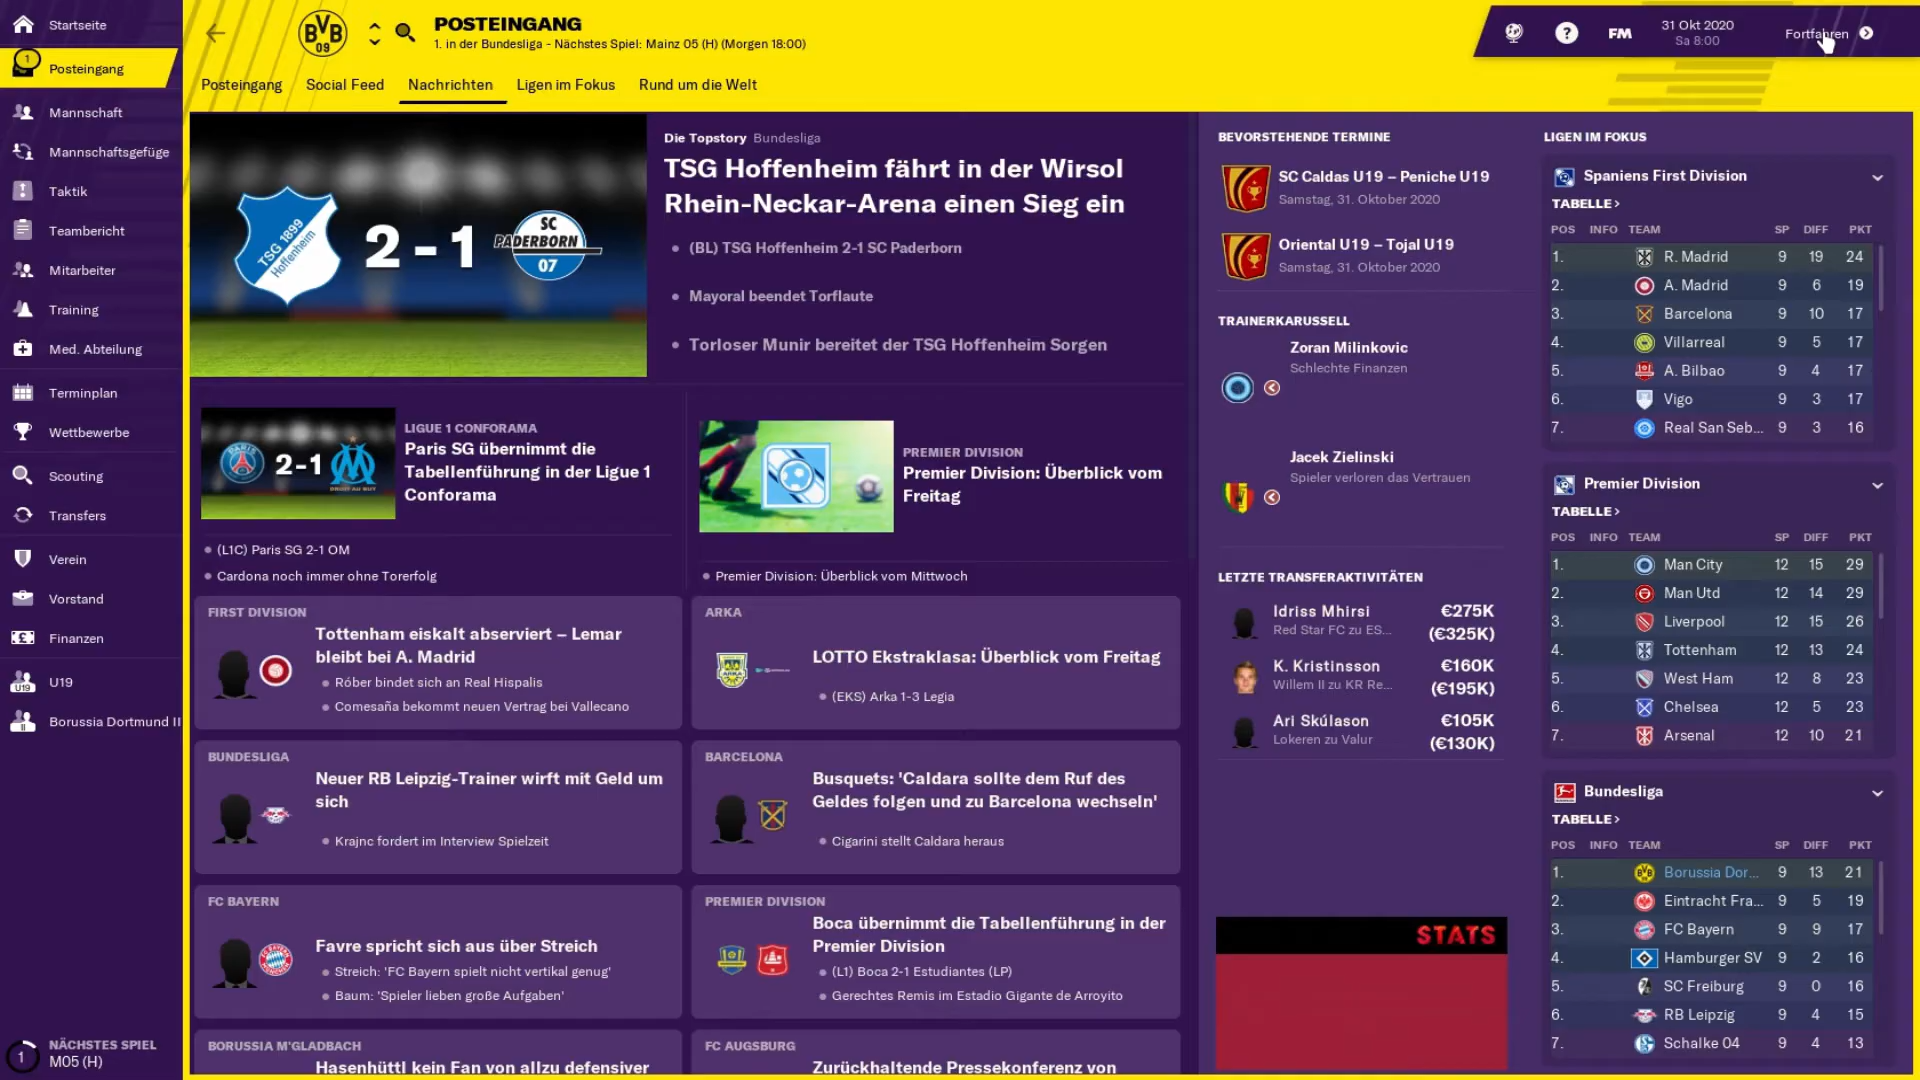 Startseite
1
Posteingang
Mannschaft
Mannschaftsgefüge
Taktik
Teambericht
Mitarbeiter
Training
Med. Abteilung
Terminplan
Wettbewerbe
Scouting
Transfers
Verein
Vorstand
Finanzen
U19
U19
Borussia Dortmund II
1
NÄCHSTES SPIEL
M05 (H)
BVB
09
POSTEINGANG
1. in der Bundesliga - Nächstes Spiel: Mainz 05 (H) (Morgen 18:00)
?
FM
31 Okt 2020
Sa 8:00
Fortfahren
Posteingang
Social Feed
Nachrichten
Ligen im Fokus
Rund um die Welt
TSG 1899
Hoffenheim
2 - 1
SC
PADERBORN
07
Die Topstory Bundesliga
TSG Hoffenheim fährt in der Wirsol
Rhein-Neckar-Arena einen Sieg ein
(BL) TSG Hoffenheim 2-1 SC Paderborn
Mayoral beendet Torflaute
Torloser Munir bereitet der TSG Hoffenheim Sorgen
2-1
LIGUE 1 CONFORAMA
Paris SG übernimmt die
Tabellenführung in der Ligue 1
Conforama
(L1C) Paris SG 2-1 OM
Cardona noch immer ohne Torerfolg
PREMIER DIVISION
Premier Division: Überblick vom
Freitag
Premier Division: Überblick vom Mittwoch
FIRST DIVISION
Tottenham eiskalt abserviert – Lemar
bleibt bei A. Madrid
Róber bindet sich an Real Hispalis
Comesaña bekommt neuen Vertrag bei Vallecano
ARKA
LOTTO Ekstraklasa: Überblick vom Freitag
(EKS) Arka 1-3 Legia
BUNDESLIGA
Neuer RB Leipzig-Trainer wirft mit Geld um
sich
Krajnc fordert im Interview Spielzeit
BARCELONA
Busquets: 'Caldara sollte dem Ruf des
Geldes folgen und zu Barcelona wechseln'
Cigarini stellt Caldara heraus
FC BAYERN
Favre spricht sich aus über Streich
Streich: 'FC Bayern spielt nicht vertikal genug'
Baum: 'Spieler lieben große Aufgaben'
PREMIER DIVISION
Boca übernimmt die Tabellenführung in der
Premier Division
(L1) Boca 2-1 Estudiantes (LP)
Gerechtes Remis im Estadio Gigante de Arroyito
BORUSSIA M'GLADBACH
Hasenhüttl kein Fan von allzu defensiver
FC AUGSBURG
Zurückhaltende Pressekonferenz von
BEVORSTEHENDE TERMINE
SC Caldas U19 – Peniche U19
Samstag, 31. Oktober 2020
Oriental U19 – Tojal U19
Samstag, 31. Oktober 2020
TRAINERKARUSSELL
Zoran Milinkovic
Schlechte Finanzen
Jacek Zielinski
Spieler verloren das Vertrauen
LETZTE TRANSFERAKTIVITÄTEN
Idriss Mhirsi €275K
Red Star FC zu ES... (€325K)
K. Kristinsson €160K
Willem II zu KR Re... (€195K)
Ari Skúlason €105K
Lokeren zu Valur (€130K)
STATS
LIGEN IM FOKUS
Spaniens First Division
TABELLE >
POS INFO TEAM SP DIFF PKT
1. R. Madrid 9 19 24
2. A. Madrid 9 6 19
3. Barcelona 9 10 17
4. Villarreal 9 5 17
5. A. Bilbao 9 4 17
6. Vigo 9 3 17
7. Real San Seb... 9 3 16
Premier Division
TABELLE >
POS INFO TEAM SP DIFF PKT
1. Man City 12 15 29
2. Man Utd 12 14 29
3. Liverpool 12 15 26
4. Tottenham 12 13 24
5. West Ham 12 8 23
6. Chelsea 12 5 23
7. Arsenal 12 10 21
Bundesliga
TABELLE >
POS INFO TEAM SP DIFF PKT
1. Borussia Dor... 9 13 21
2. Eintracht Fra... 9 5 19
3. FC Bayern 9 9 17
4. Hamburger SV 9 2 16
5. SC Freiburg 9 0 16
6. RB Leipzig 9 4 15
7. Schalke 04 9 4 13